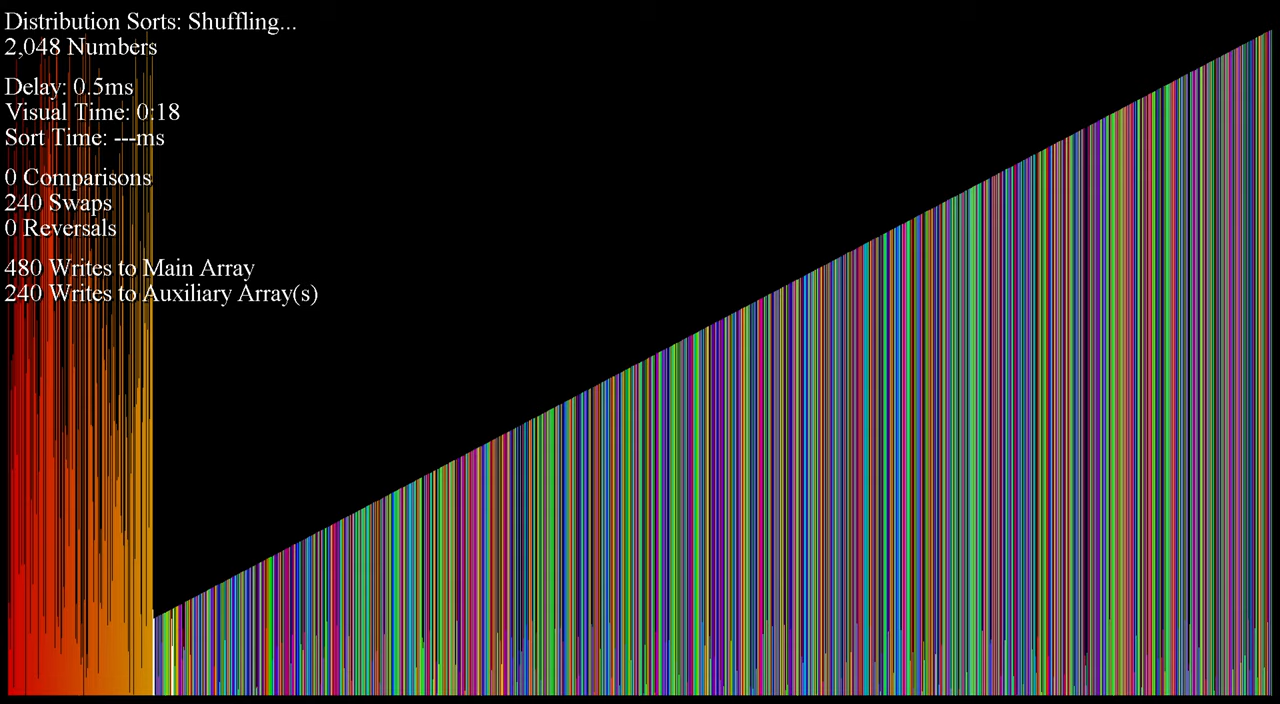 Distribution Sorts: Shuffling...
2,048 Numbers
Delay: 0.5ms
Visual Time: 0:18
Sort Time: ---ms
0 Comparisons
240 Swaps
0 Reversals
480 Writes to Main Array
240 Writes to Auxiliary Array(s)